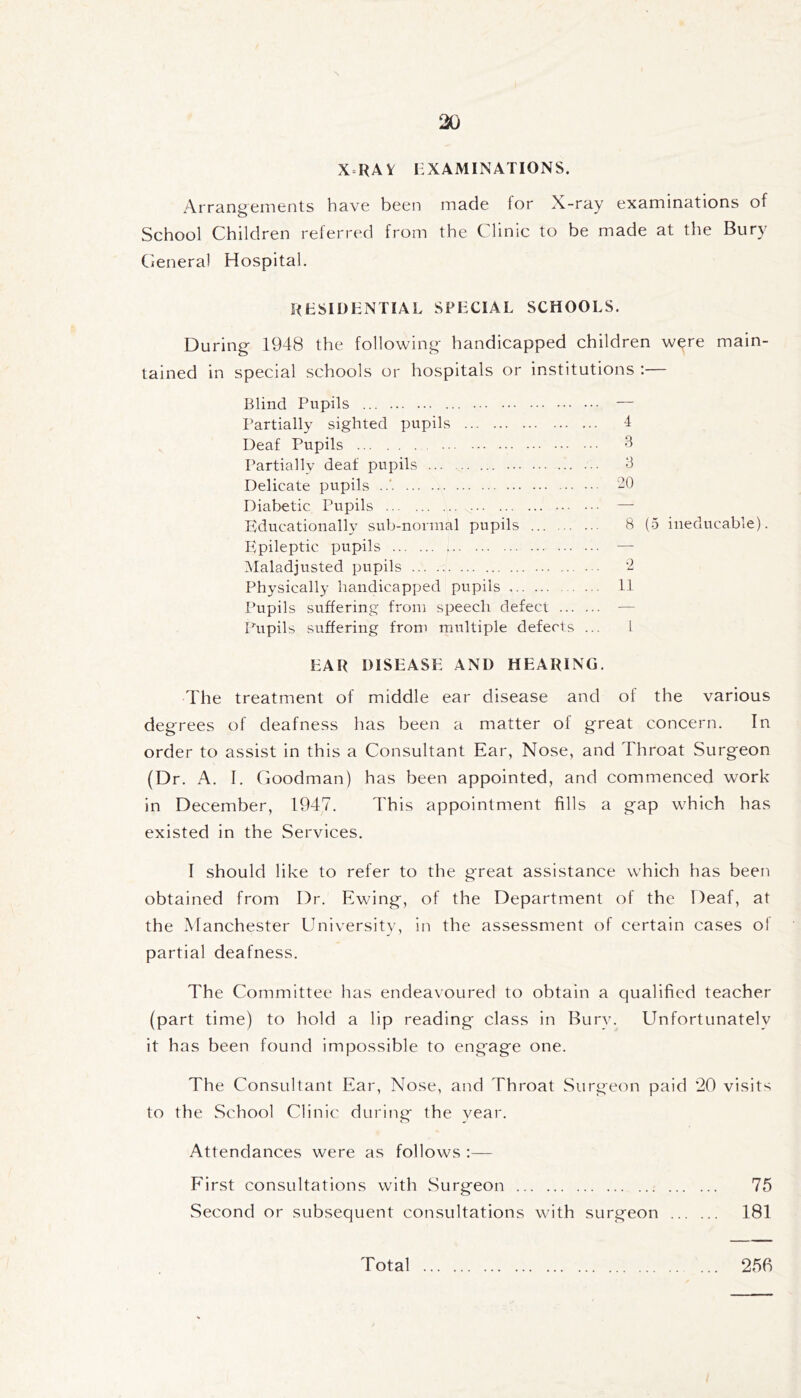 20
X-RAY EXAMINATIONS.
Arrangements have been made for X-ray examinations of
School Children referred from the Clinic to be made at the Bury
General Hospital.
RESIDENTIAL SPECIAL SCHOOLS.
During 1948 the following handicapped children were main-
tained in special schools or hospitals or institutions :—
Blind Pupils ... ... ... ... ... ... ... ... ... —
Partially sighted pupils ... ... ... ... ... 4
Deaf Pupils ... ... ... ... ... ... ... ... 3
Partially deaf pupils ... ... ... ... ... ... ... 3
Delicate pupils ... ... ... ... ... ... ... ... 20
Diabetic Pupils ... ... ... ... ... ... ... ... —
Educationally sub-normal pupils ... ... ... 8 (5 ineducable).
Epileptic pupils ... ... ... ... ... ... ... ... —
Maladjusted pupils ... ... ... ... ... ... ... 2
Physically handicapped pupils ... ... ... ... 11
Pupils suffering from speech defect ... ... —
Pupils suffering from multiple defects ... 1
EAR DISEASE AND HEARING.
The treatment of middle ear disease and of the various
degrees of deafness has been a matter of great concern. In
order to assist in this a Consultant Ear, Nose, and Throat Surgeon
(Dr. A. I. Goodman) has been appointed, and commenced work
in December, 1947. This appointment fills a gap which has
existed in the Services.
I should like to refer to the great assistance which has been
obtained from Dr. Ewing, of the Department of the Deaf, at
the Manchester University, in the assessment of certain cases of
partial deafness.
The Committee has endeavoured to obtain a qualified teacher
(part time) to hold a lip reading class in Bury. Unfortunately
it has been found impossible to engage one.
The Consultant Ear, Nose, and Throat Surgeon paid 20 visits
to the School Clinic during the year.
Attendances were as follows :—
First consultations with Surgeon ... ... ... ... ... ... ... 75
Second or subsequent consultations with surgeon ... ... 181
Total ... ... ... ... ... ... ... ... ... ... 256